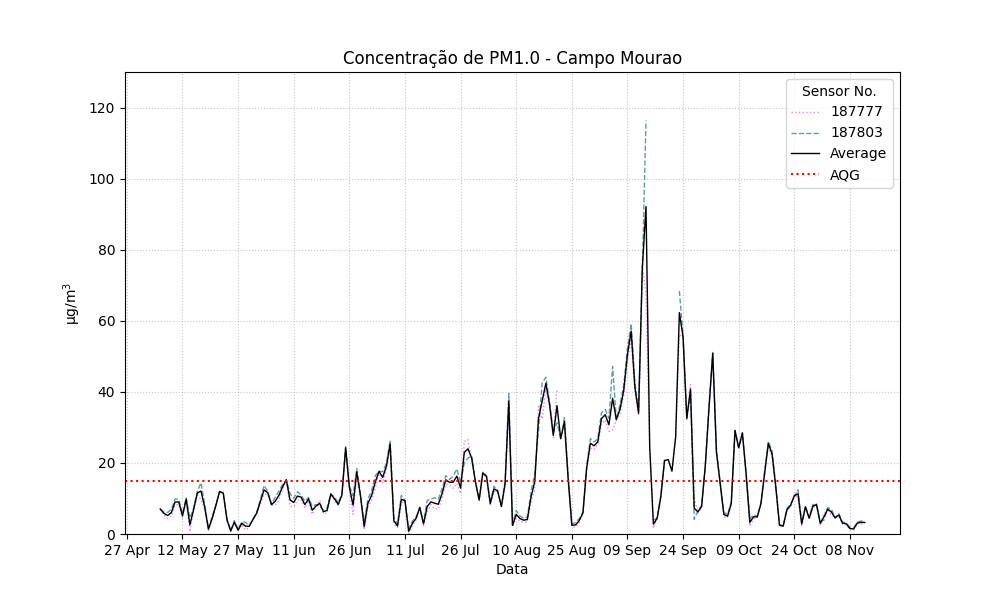 Concentração de PM1.0 - Campo Mourao
Sensor No.
187777
187803
Average
AQG
120
100
80
60
40
20
0
µg/m³
27 Apr 12 May 27 May 11 Jun 26 Jun 11 Jul 26 Jul 10 Aug 25 Aug 09 Sep 24 Sep 09 Oct 24 Oct 08 Nov
Data